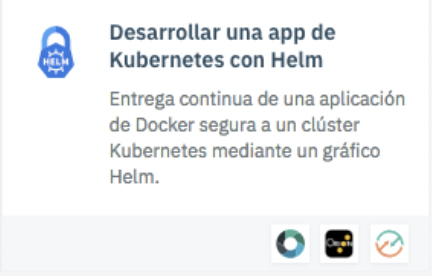 Desarrollar una app de
Kubernetes con Helm
HELM
Entrega continua de una aplicación
de Docker segura a un clúster
Kubernetes mediante un gráfico
Helm.